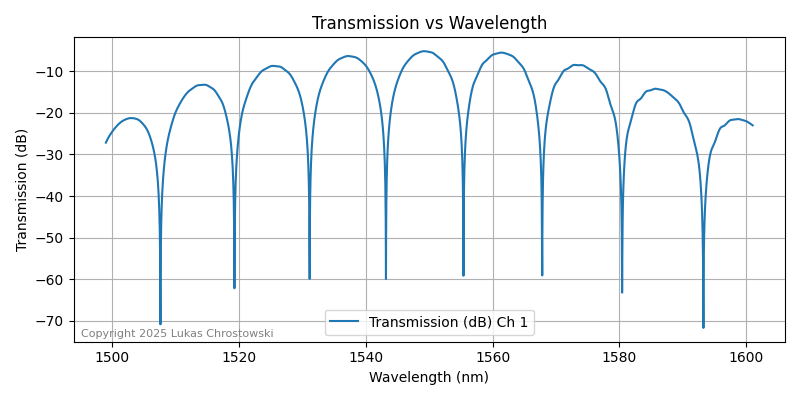 Transmission vs Wavelength
Transmission (dB)
−10
−20
−30
−40
−50
−60
−70
Transmission (dB) Ch 1
Copyright 2025 Lukas Chrostowski
1500 1520 1540 1560 1580 1600
Wavelength (nm)